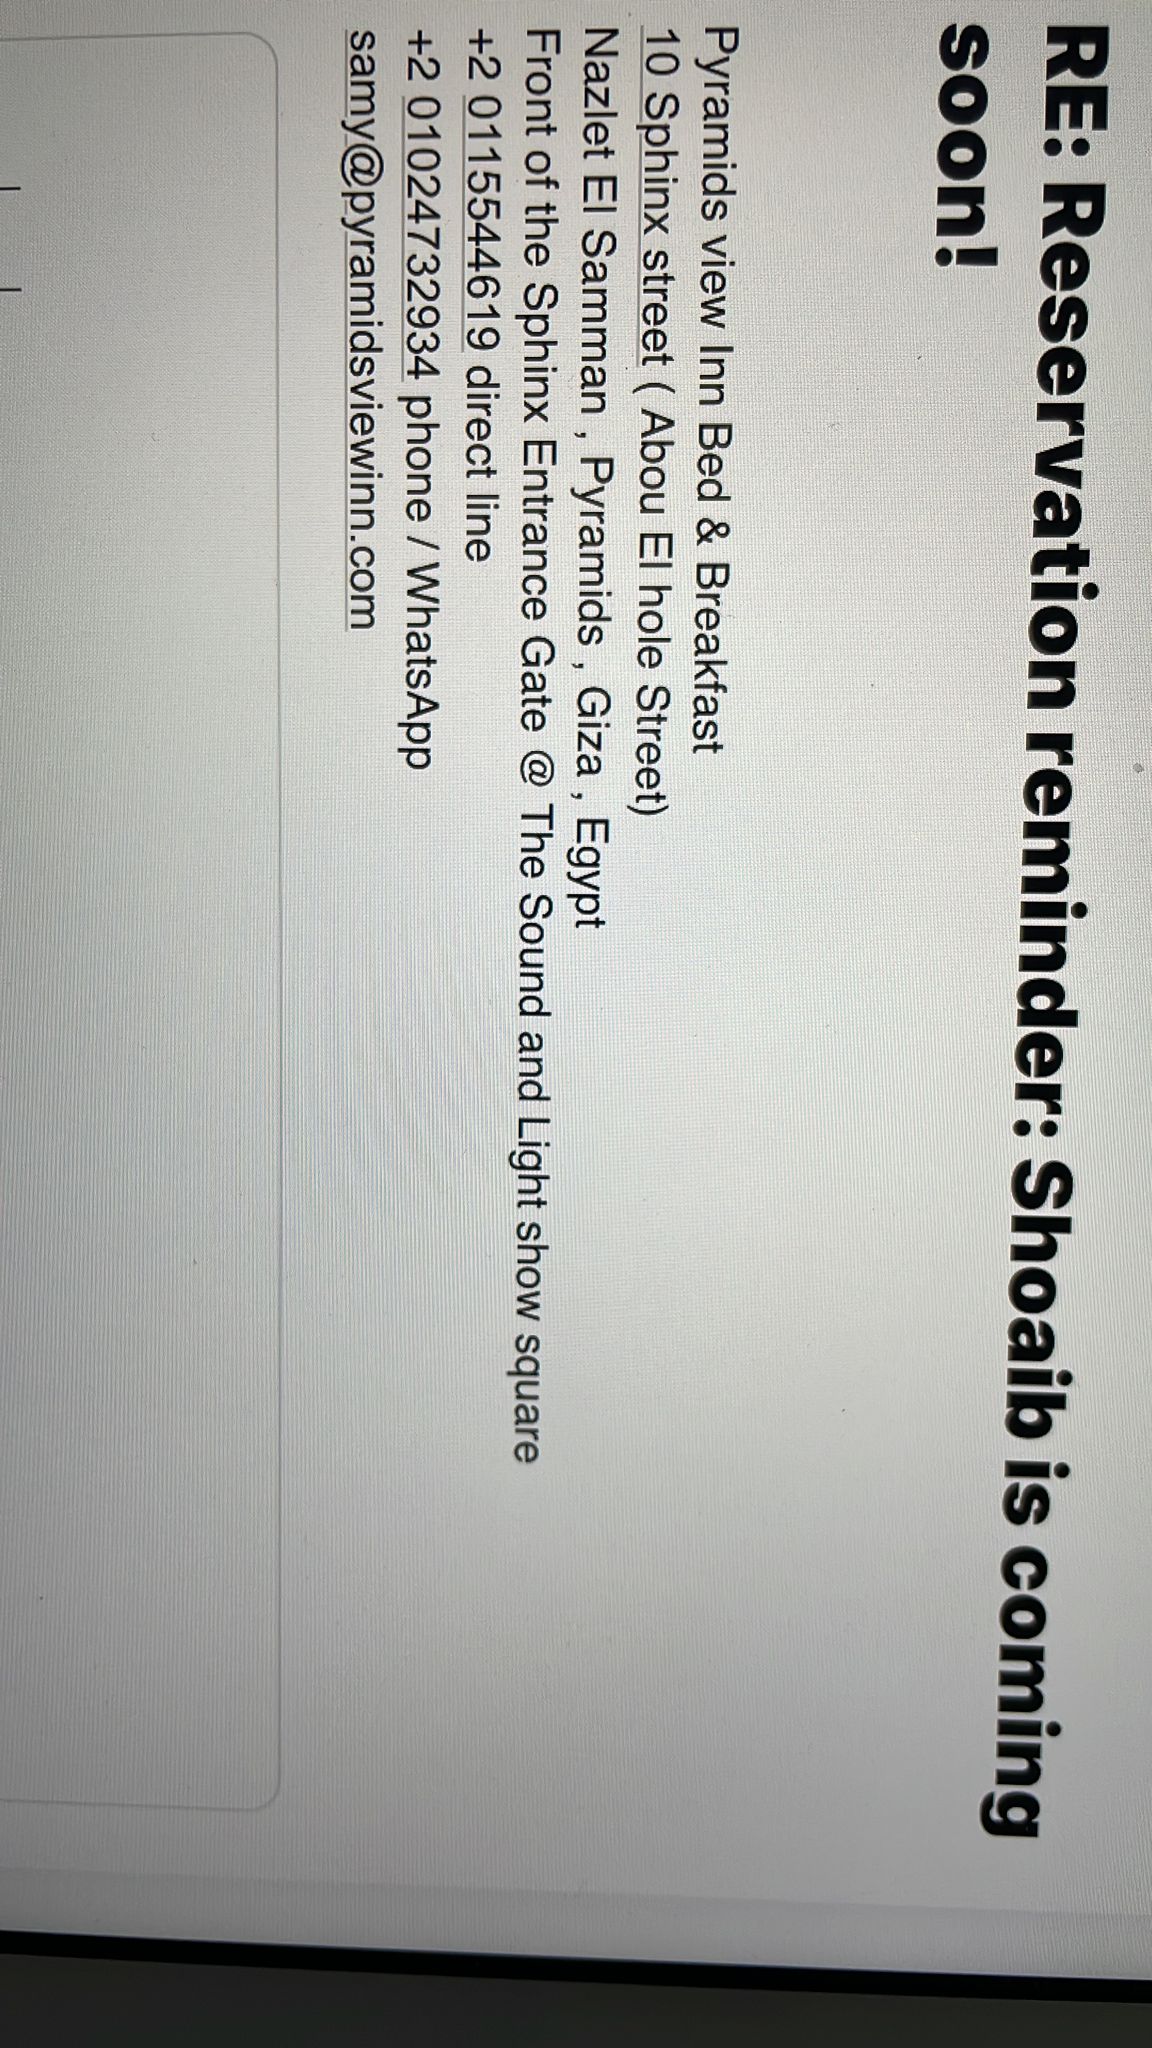 RE: Reservation reminder: Shoaib is coming
soon!
Pyramids view Inn Bed & Breakfast
10 Sphinx street ( Abou El hole Street)
Nazlet El Samman , Pyramids , Giza , Egypt
Front of the Sphinx Entrance Gate @ The Sound and Light show square
+2 0115544619 direct line
+2 01024732934 phone / WhatsApp
samy@pyramidsviewinn.com